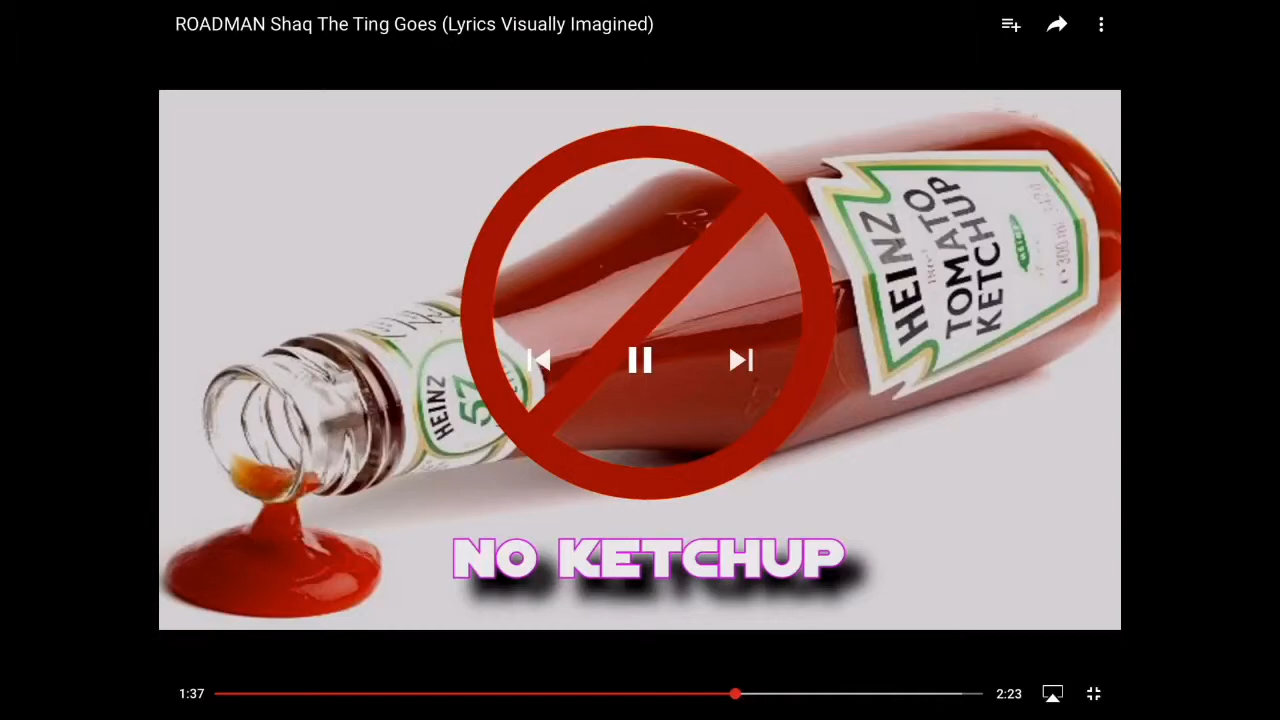 ROADMAN Shaq The Ting Goes (Lyrics Visually Imagined)
HEINZ
TOMATO
KETCHUP
HEINZ
57
NO KETCHUP
1:37
2:23